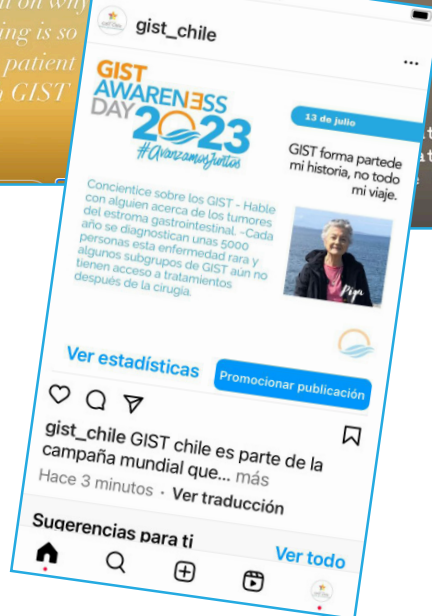 it on why
ing is so
patient
GIST
gist_chile
GIST
AWARENESS
DAY 2023
#AvanzamosJuntos
13 de julio
GIST forma partede
mi historia, no todo
mi viaje.
Concientice sobre los GIST - Hable
con alguien acerca de los tumores
del estroma gastrointestinal. -Cada
año se diagnostican unas 5000
personas esta enfermedad rara y
algunos subgrupos de GIST aún no
tienen acceso a tratamientos
después de la cirugía.
Piga
Ver estadísticas
Promocionar publicación
gist_chile GIST chile es parte de la
campaña mundial que... más
Hace 3 minutos · Ver traducción
Sugerencias para ti
Ver todo